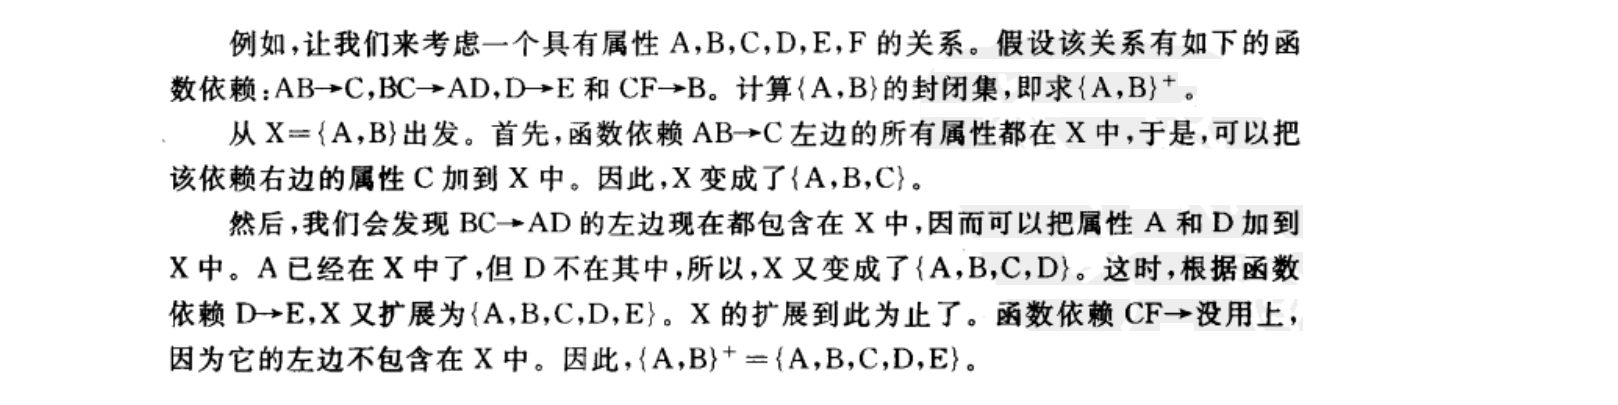 例如,让我们来考虑一个具有属性 A,B,C,D,E,F 的关系。假设该关系有如下的函
数依赖:AB→C,BC→AD,D→E 和 CF→B。计算{A,B}的封闭集,即求{A,B}⁺。
从 X={A,B}出发。首先,函数依赖 AB→C 左边的所有属性都在 X 中,于是,可以把
该依赖右边的属性 C 加到 X 中。因此,X 变成了{A,B,C}。
然后,我们会发现 BC→AD 的左边现在都包含在 X 中,因而可以把属性 A 和 D 加到
X 中。A 已经在 X 中了,但 D 不在其中,所以,X 又变成了{A,B,C,D}。这时,根据函数
依赖 D→E,X 又扩展为{A,B,C,D,E}。X 的扩展到此为止了。函数依赖 CF→没用上,
因为它的左边不包含在 X 中。因此,{A,B}⁺={A,B,C,D,E}。